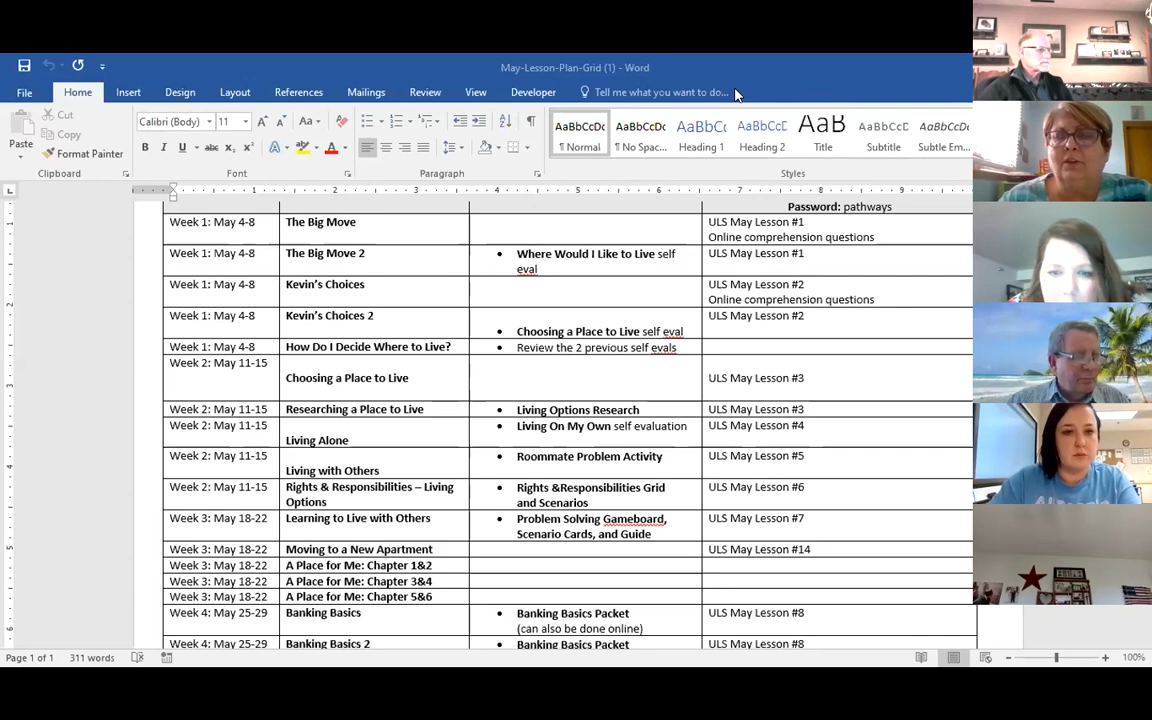 May-Lesson-Plan-Grid (1) - Word
File Home Insert Design Layout References Mailings Review View Developer Tell me what you want to do...
Paste
Cut
Copy
Format Painter
Calibri (Body) 11
Clipboard Font Paragraph Styles
AaBbCcDc ¶ Normal
AaBbCcDc ¶ No Spac...
AaBbC Heading 1
AaBbCcD Heading 2
AaB Title
AaBbCcD Subtitle
AaBbCcDt Subtle Em...
Password: pathways
Week 1: May 4-8 The Big Move ULS May Lesson #1
Online comprehension questions
Week 1: May 4-8 The Big Move 2 • Where Would I Like to Live self ULS May Lesson #1
eval
Week 1: May 4-8 Kevin’s Choices ULS May Lesson #2
Online comprehension questions
Week 1: May 4-8 Kevin’s Choices 2 ULS May Lesson #2
• Choosing a Place to Live self eval
Week 1: May 4-8 How Do I Decide Where to Live? • Review the 2 previous self evals
Week 2: May 11-15
Choosing a Place to Live ULS May Lesson #3
Week 2: May 11-15 Researching a Place to Live • Living Options Research ULS May Lesson #3
Week 2: May 11-15 • Living On My Own self evaluation ULS May Lesson #4
Living Alone
Week 2: May 11-15 • Roommate Problem Activity ULS May Lesson #5
Living with Others
Week 2: May 11-15 Rights & Responsibilities – Living • Rights &Responsibilities Grid ULS May Lesson #6
Options and Scenarios
Week 3: May 18-22 Learning to Live with Others • Problem Solving Gameboard, ULS May Lesson #7
Scenario Cards, and Guide
Week 3: May 18-22 Moving to a New Apartment ULS May Lesson #14
Week 3: May 18-22 A Place for Me: Chapter 1&2
Week 3: May 18-22 A Place for Me: Chapter 3&4
Week 3: May 18-22 A Place for Me: Chapter 5&6
Week 4: May 25-29 Banking Basics • Banking Basics Packet ULS May Lesson #8
(can also be done online)
Week 4: May 25-29 Banking Basics 2 • Banking Basics Packet ULS May Lesson #8
Page 1 of 1 311 words 100%